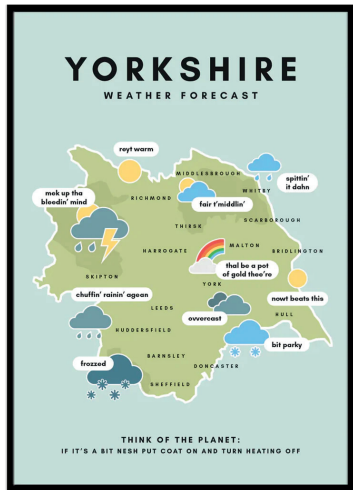 YORKSHIRE
WEATHER FORECAST
reyt warm
MIDDLESBROUGH
spittin'
it dahn
mek up tha
bleedin' mind
RICHMOND
WHITBY
fair t'middlin'
SCARBOROUGH
THIRSK
MALTON
HARROGATE
BRIDLINGTON
thal be a pot
of gold thee're
SKIPTON
YORK
chuffin' rainin' agean
nowt beats this
LEEDS
ovvercast
HULL
HUDDERSFIELD
bit parky
BARNSLEY
frozzed
DONCASTER
SHEFFIELD
THINK OF THE PLANET:
IF IT'S A BIT NESH PUT COAT ON AND TURN HEATING OFF